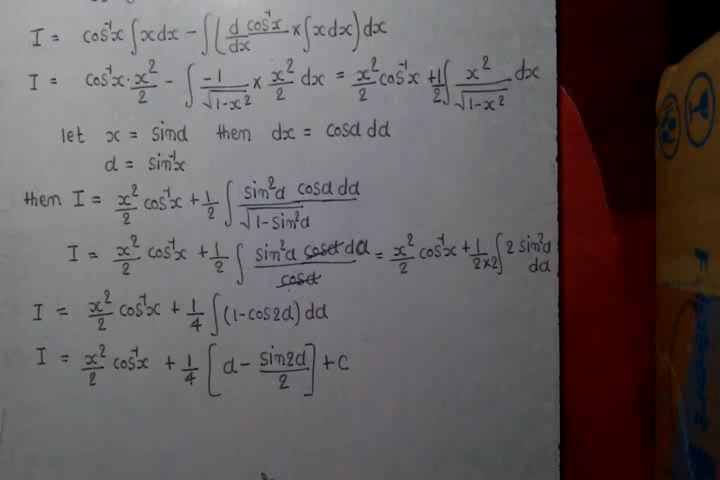 I = cos⁻¹x ∫ x dx − ∫ (d/dx cos⁻¹x × ∫ x dx) dx
I = cos⁻¹x · x²/2 − ∫ −1/√(1−x²) × x²/2 dx = x²/2 cos⁻¹x + 1/2 ∫ x²/√(1−x²) dx
let x = sinα then dx = cosα dα
α = sin⁻¹x
then I = x²/2 cos⁻¹x + 1/2 ∫ sin²α cosα dα/√(1−sin²α)
I = x²/2 cos⁻¹x + 1/2 ∫ sin²α cosα dα/cosα = x²/2 cos⁻¹x + 1/(2×2) ∫ 2 sin²α dα
I = x²/2 cos⁻¹x + 1/4 ∫ (1−cos2α) dα
I = x²/2 cos⁻¹x + 1/4 [α − sin2α/2] + C